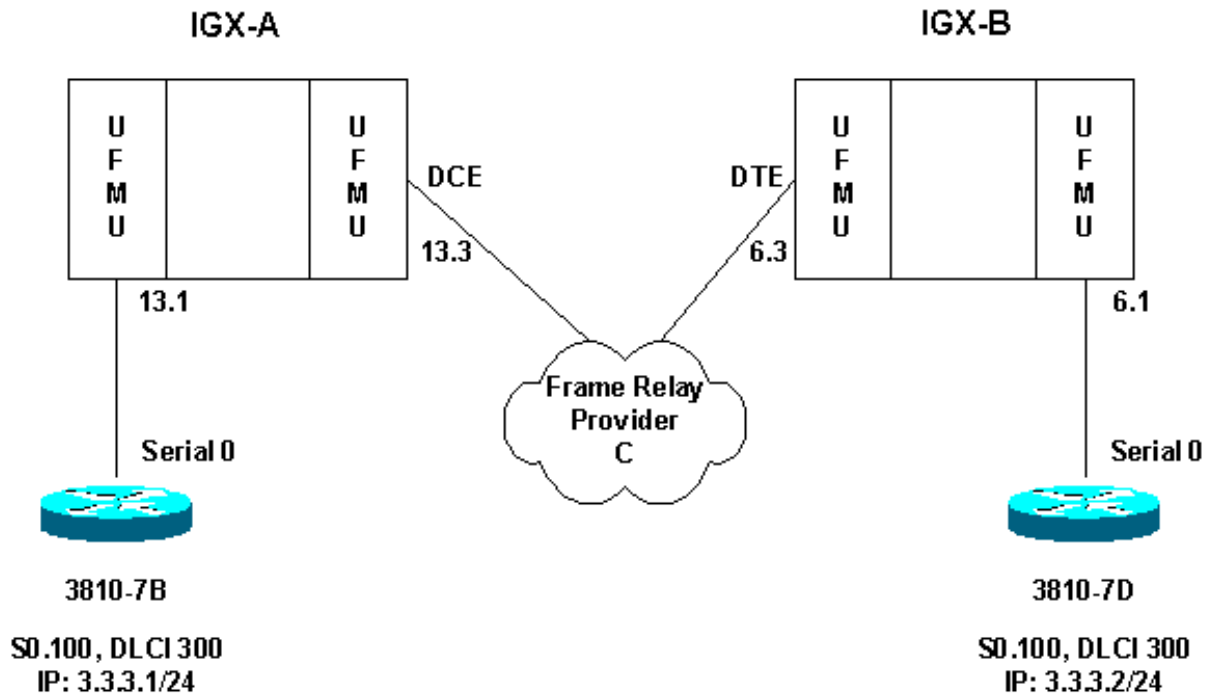 IGX-A
IGX-B
U
F
M
U
U
F
M
U
DCE
13.3
13.1
DTE
6.3
U
F
M
U
U
F
M
U
6.1
Frame Relay
Provider
C
Serial 0
Serial 0
3810-7B
S0.100, DLCI 300
IP: 3.3.3.1/24
3810-7D
S0.100, DLCI 300
IP: 3.3.3.2/24